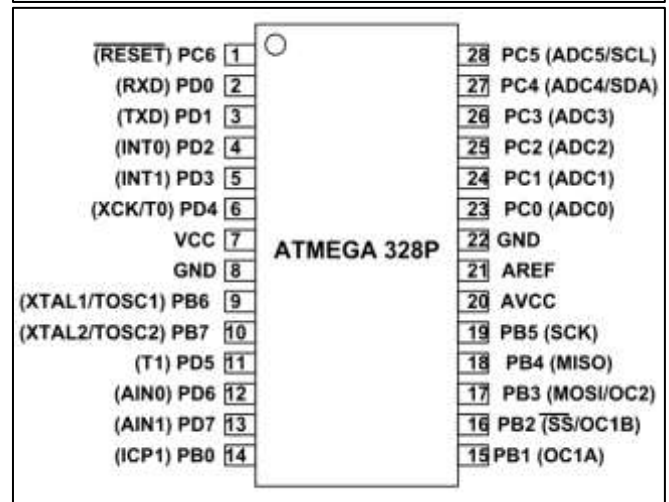 (RESET) PC6 1
(RXD) PD0 2
(TXD) PD1 3
(INT0) PD2 4
(INT1) PD3 5
(XCK/T0) PD4 6
VCC 7
GND 8
(XTAL1/TOSC1) PB6 9
(XTAL2/TOSC2) PB7 10
(T1) PD5 11
(AIN0) PD6 12
(AIN1) PD7 13
(ICP1) PB0 14
ATMEGA 328P
28 PC5 (ADC5/SCL)
27 PC4 (ADC4/SDA)
26 PC3 (ADC3)
25 PC2 (ADC2)
24 PC1 (ADC1)
23 PC0 (ADC0)
22 GND
21 AREF
20 AVCC
19 PB5 (SCK)
18 PB4 (MISO)
17 PB3 (MOSI/OC2)
16 PB2 (SS/OC1B)
15 PB1 (OC1A)